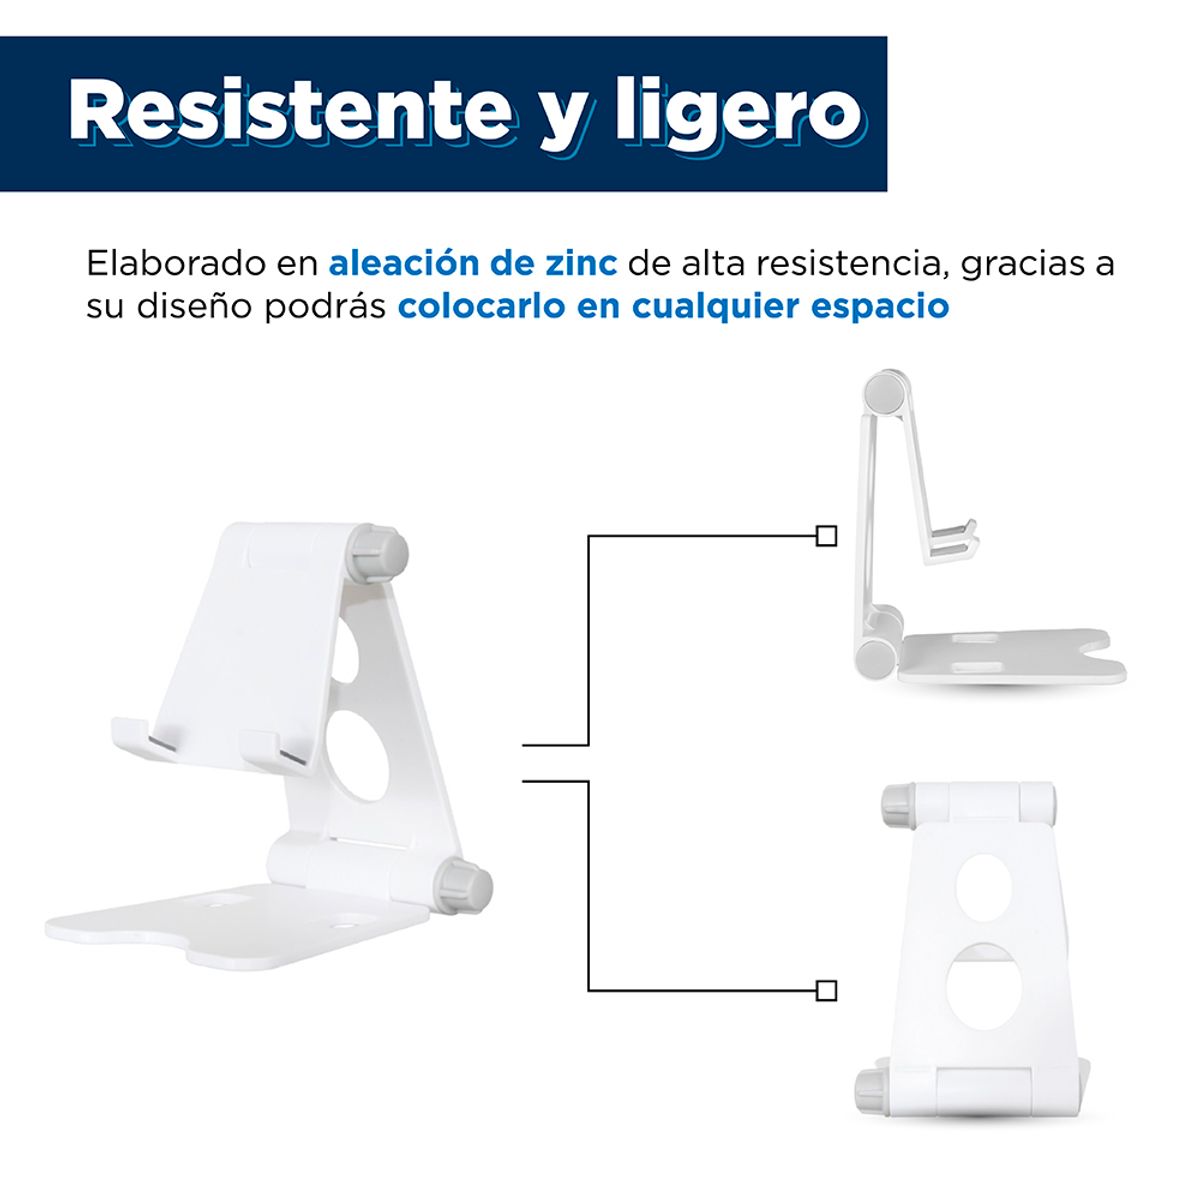 Resistente y ligero
Elaborado en aleación de zinc de alta resistencia, gracias a
su diseño podrás colocarlo en cualquier espacio